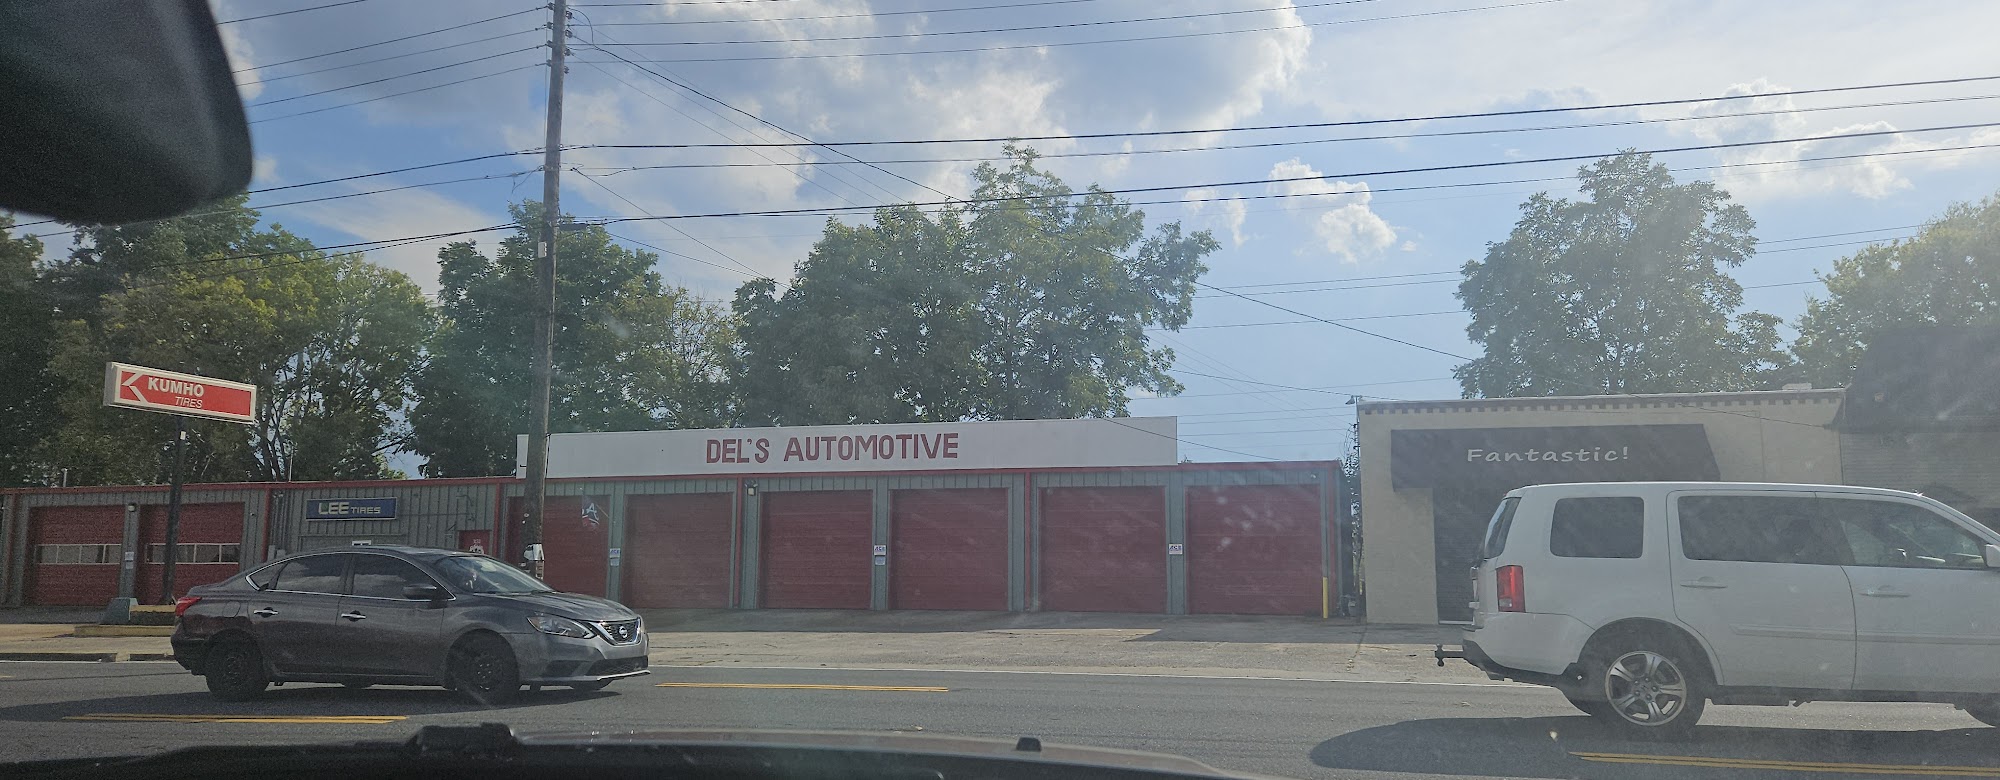 KUMHO
TIRES
LEE TIRES
DEL'S AUTOMOTIVE
Fantastic!